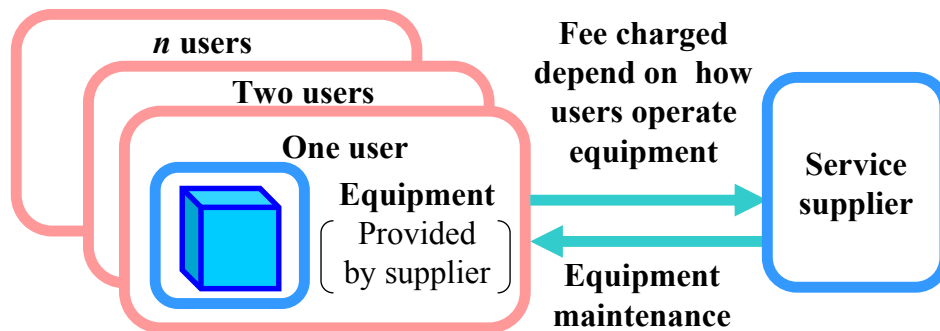 n users
Two users
One user
Equipment
Provided
by supplier
Fee charged
depend on how
users operate
equipment
Equipment
maintenance
Service
supplier